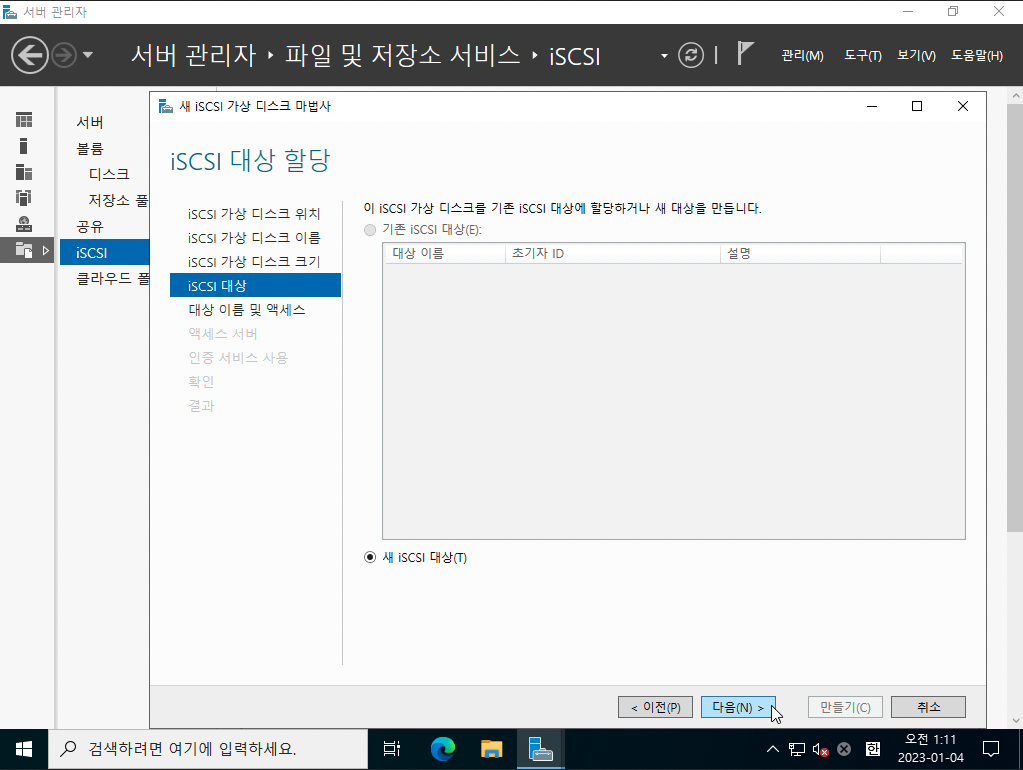 서버 관리자
서버 관리자 파일 및 저장소 서비스 iSCSI
관리(M) 도구(T) 보기(V) 도움말(H)
서버
볼륨
디스크
저장소 풀
공유
iSCSI
클라우드 폴
새 iSCSI 가상 디스크 마법사
iSCSI 대상 할당
iSCSI 가상 디스크 위치
iSCSI 가상 디스크 이름
iSCSI 가상 디스크 크기
iSCSI 대상
대상 이름 및 액세스
액세스 서버
인증 서비스 사용
확인
결과
이 iSCSI 가상 디스크를 기존 iSCSI 대상에 할당하거나 새 대상을 만듭니다.
기존 iSCSI 대상(E):
대상 이름 초기자 ID 설명
새 iSCSI 대상(T)
< 이전(P) 다음(N) > 만들기(C) 취소
검색하려면 여기에 입력하세요.
한
오전 1:11
2023-01-04